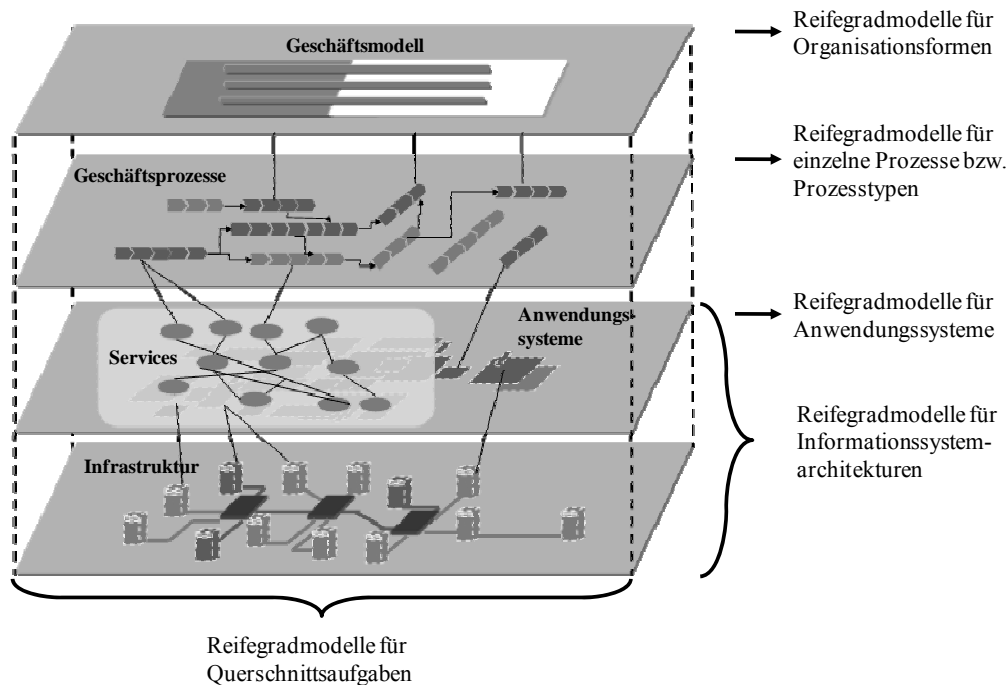 Geschäftsmodell
Reifegradmodelle für
Organisationsformen
Geschäftsprozesse
Reifegradmodelle für
einzelne Prozesse bzw.
Prozesstypen
Services
Anwendungs-
systeme
Reifegradmodelle für
Anwendungssysteme
Infrastruktur
Reifegradmodelle für
Informationssystem-
architekturen
Reifegradmodelle für
Querschnittsaufgaben